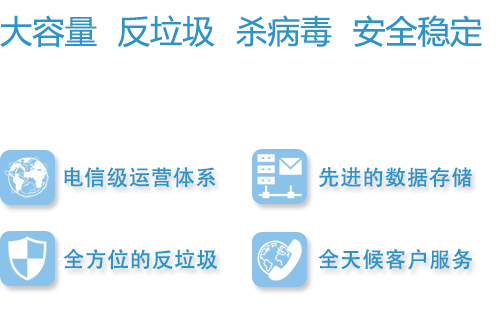 大容量 反垃圾 杀病毒 安全稳定
电信级运营体系 先进的数据存储
全方位的反垃圾 全天候客户服务